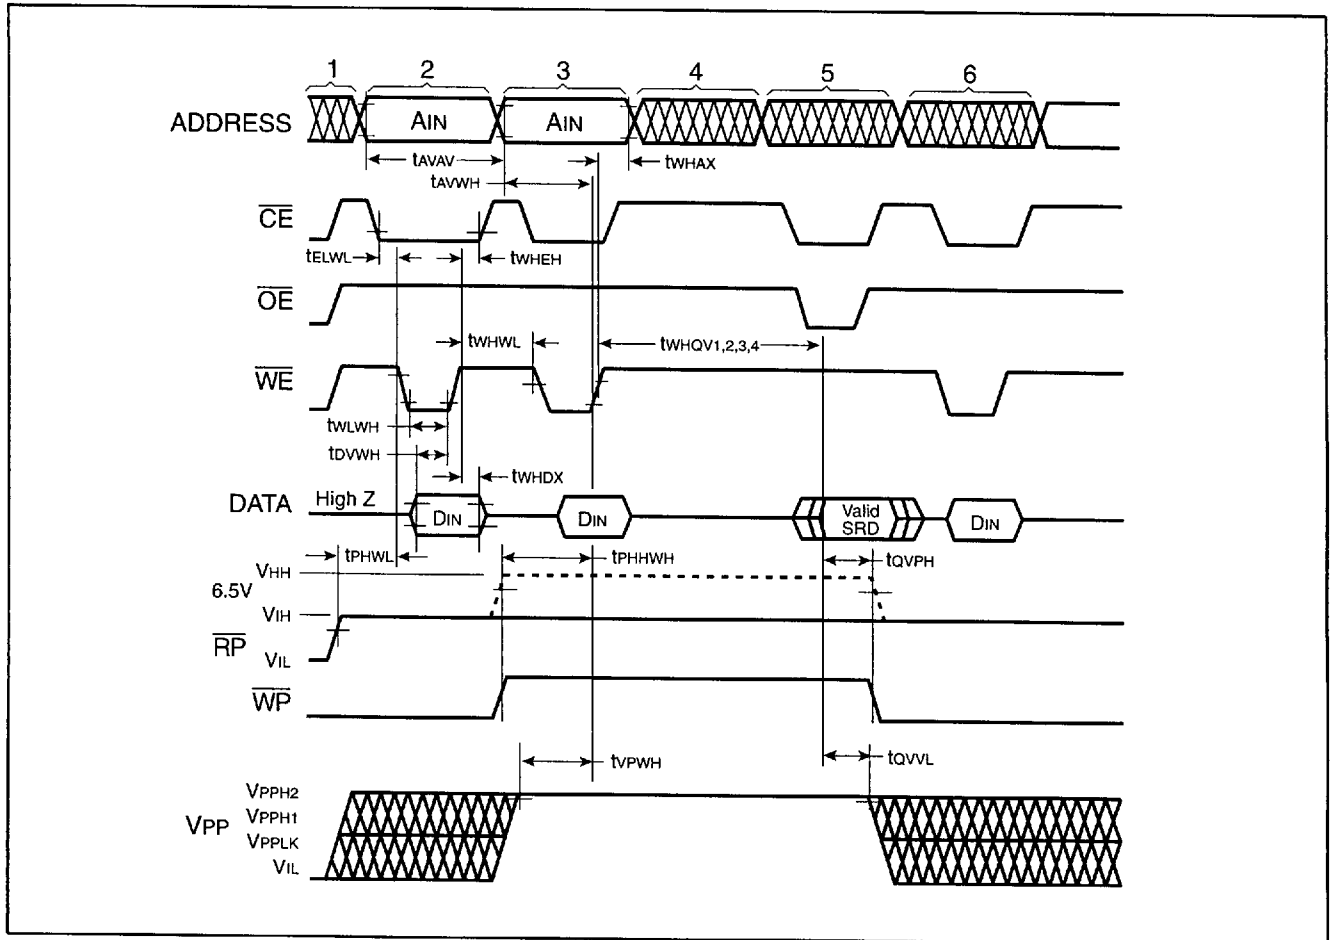 1 2 3 4 5 6
ADDRESS AIN AIN
tAVAV tWHAX
tAVWH
CE
tELWL tWHEH
OE
tWHWL tWHQV1,2,3,4
WE
tWLWH
tDVWH
tWHDX
DATA High Z DIN DIN Valid SRD DIN
tPHWL tPHHWH tQVPH
VHH
6.5V
VIH
RP
VIL
WP
tVPWH tQVVL
VPPH2
VPP VPPH1
VPPLK
VIL